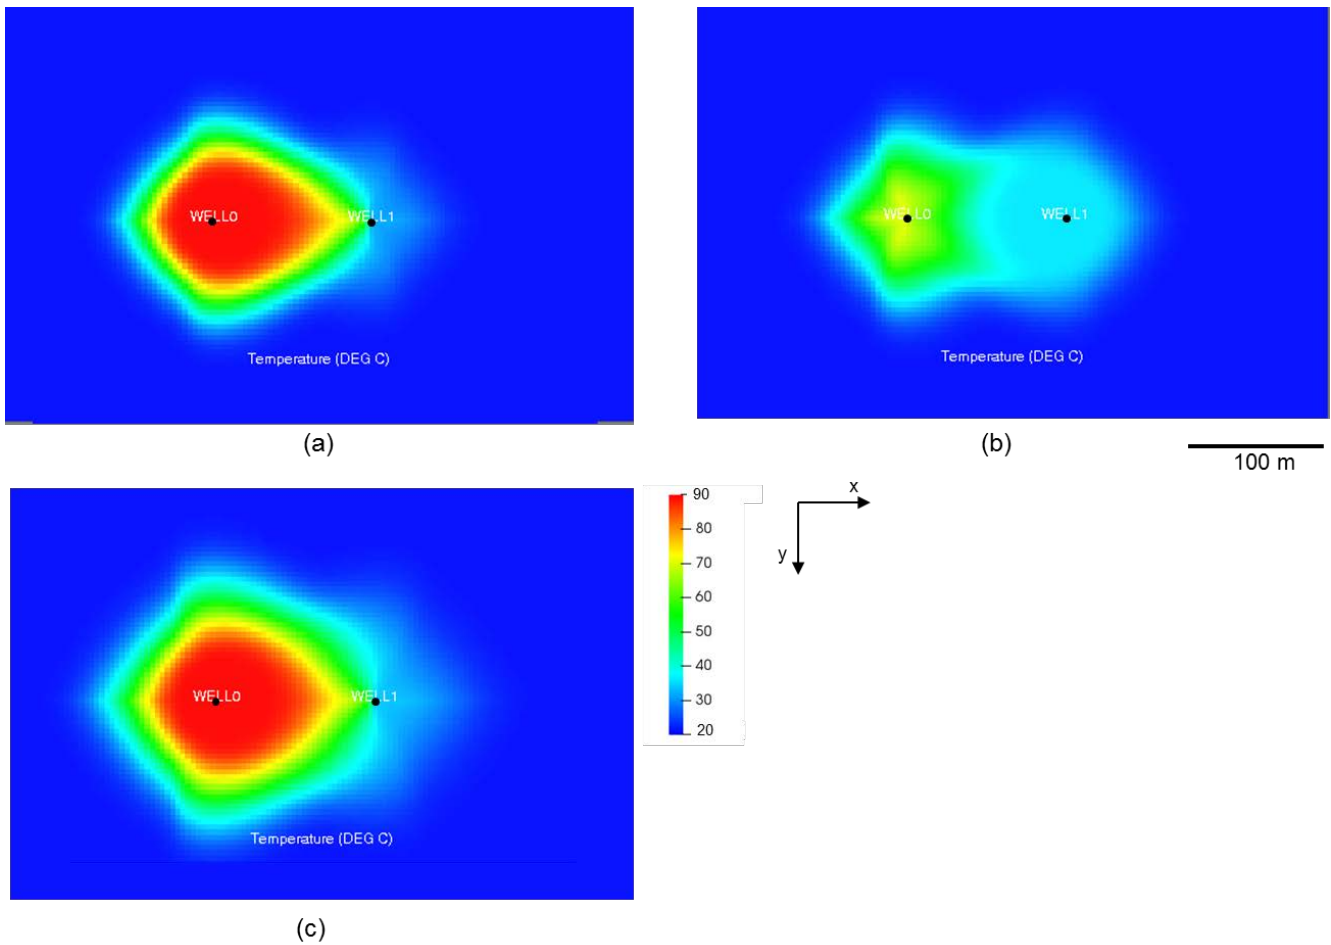 WELL0
WELL1
Temperature (DEG C)
(a)
WELL0
WELL1
Temperature (DEG C)
(b)
100 m
WELL0
WELL1
Temperature (DEG C)
(c)
90
80
70
60
50
40
30
20
x
y